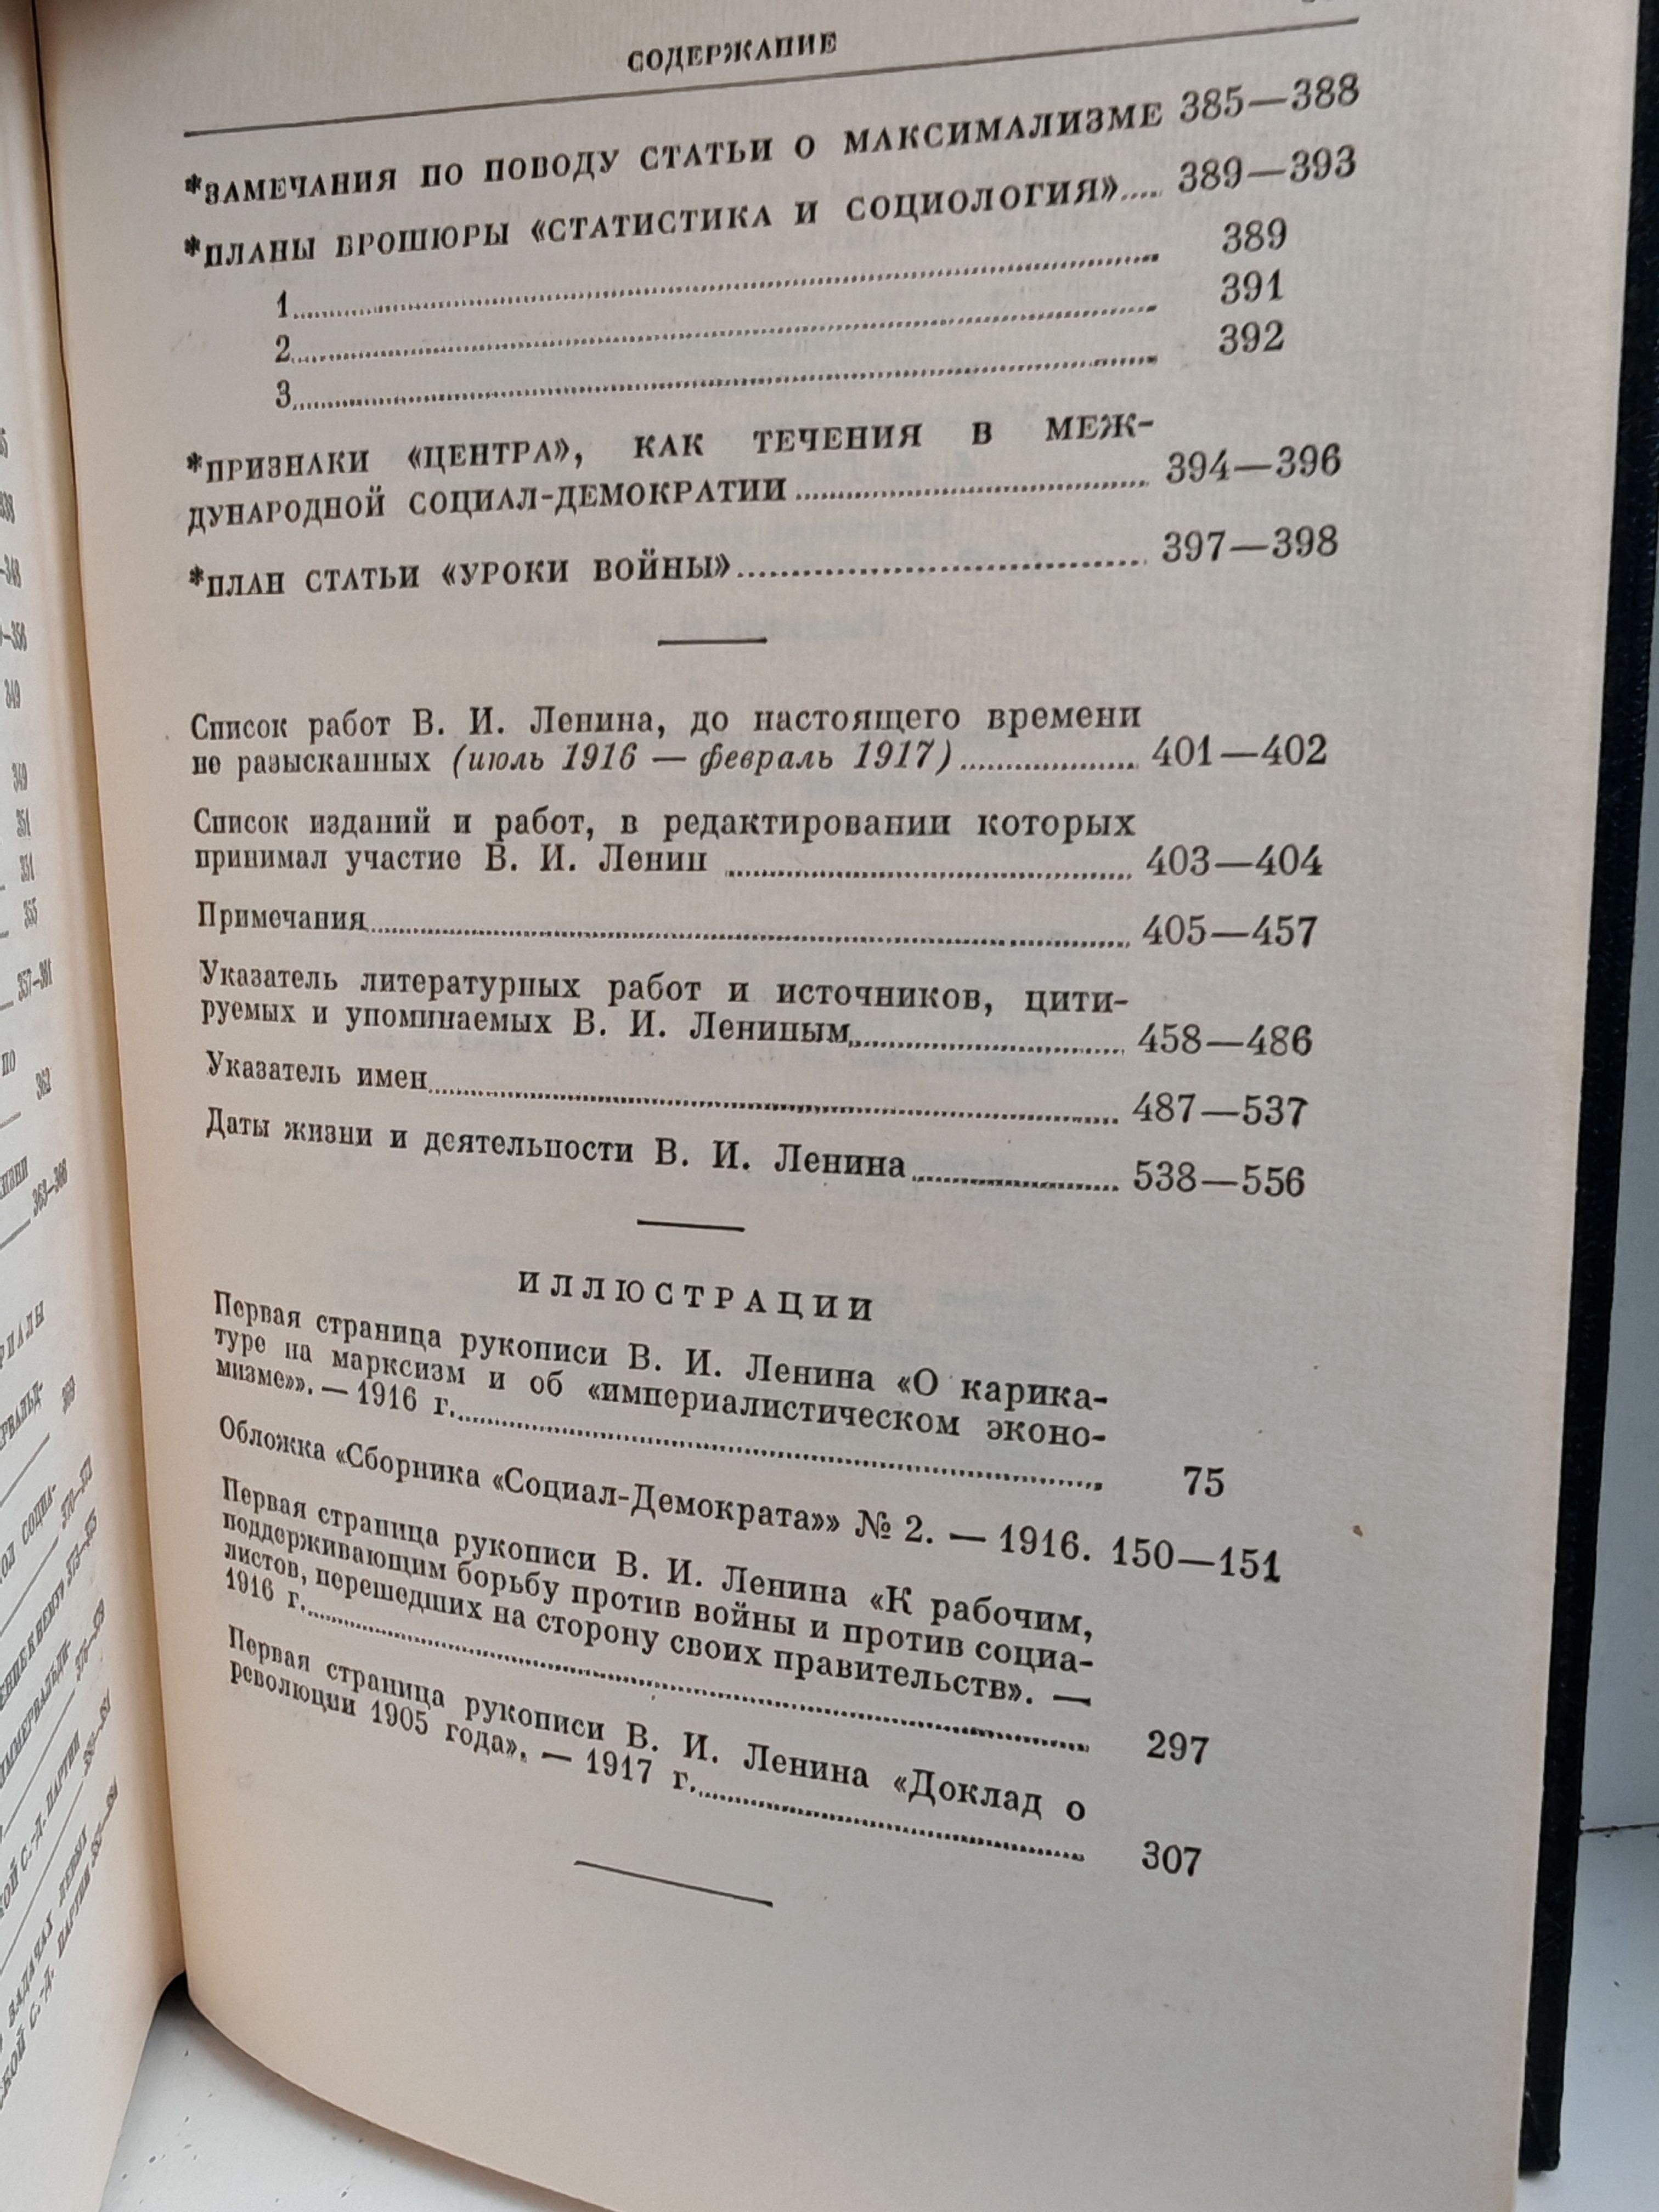 СОДЕРЖАНИЕ
*ЗАМЕЧАНИЯ ПО ПОВОДУ СТАТЬИ О МАКСИМАЛИЗМЕ 385—388
*ПЛАНЫ БРОШЮРЫ «СТАТИСТИКА И СОЦИОЛОГИЯ» 389—393
1 389
2 391
3 392
*ПРИЗНАКИ «ЦЕНТРА», КАК ТЕЧЕНИЯ В МЕЖ-
ДУНАРОДНОЙ СОЦИАЛ-ДЕМОКРАТИИ 394—396
*ПЛАН СТАТЬИ «УРОКИ ВОЙНЫ» 397—398
Список работ В. И. Ленина, до настоящего времени
не разысканных (июль 1916 — февраль 1917) 401—402
Список изданий и работ, в редактировании которых
принимал участие В. И. Ленин 403—404
Примечания 405—457
Указатель литературных работ и источников, цити-
руемых и упоминаемых В. И. Лениным 458—486
Указатель имен 487—537
Даты жизни и деятельности В. И. Ленина 538—556
ИЛЛЮСТРАЦИИ
Первая страница рукописи В. И. Ленина «О карика-
туре на марксизм и об «империалистическом эконо-
мизме»». — 1916 г. 75
Обложка «Сборника «Социал-Демократа»» № 2. — 1916. 150—151
Первая страница рукописи В. И. Ленина «К рабочим,
поддерживающим борьбу против войны и против социа-
листов, перешедших на сторону своих правительств». —
1916 г. 297
Первая страница рукописи В. И. Ленина «Доклад о
революции 1905 года». — 1917 г. 307